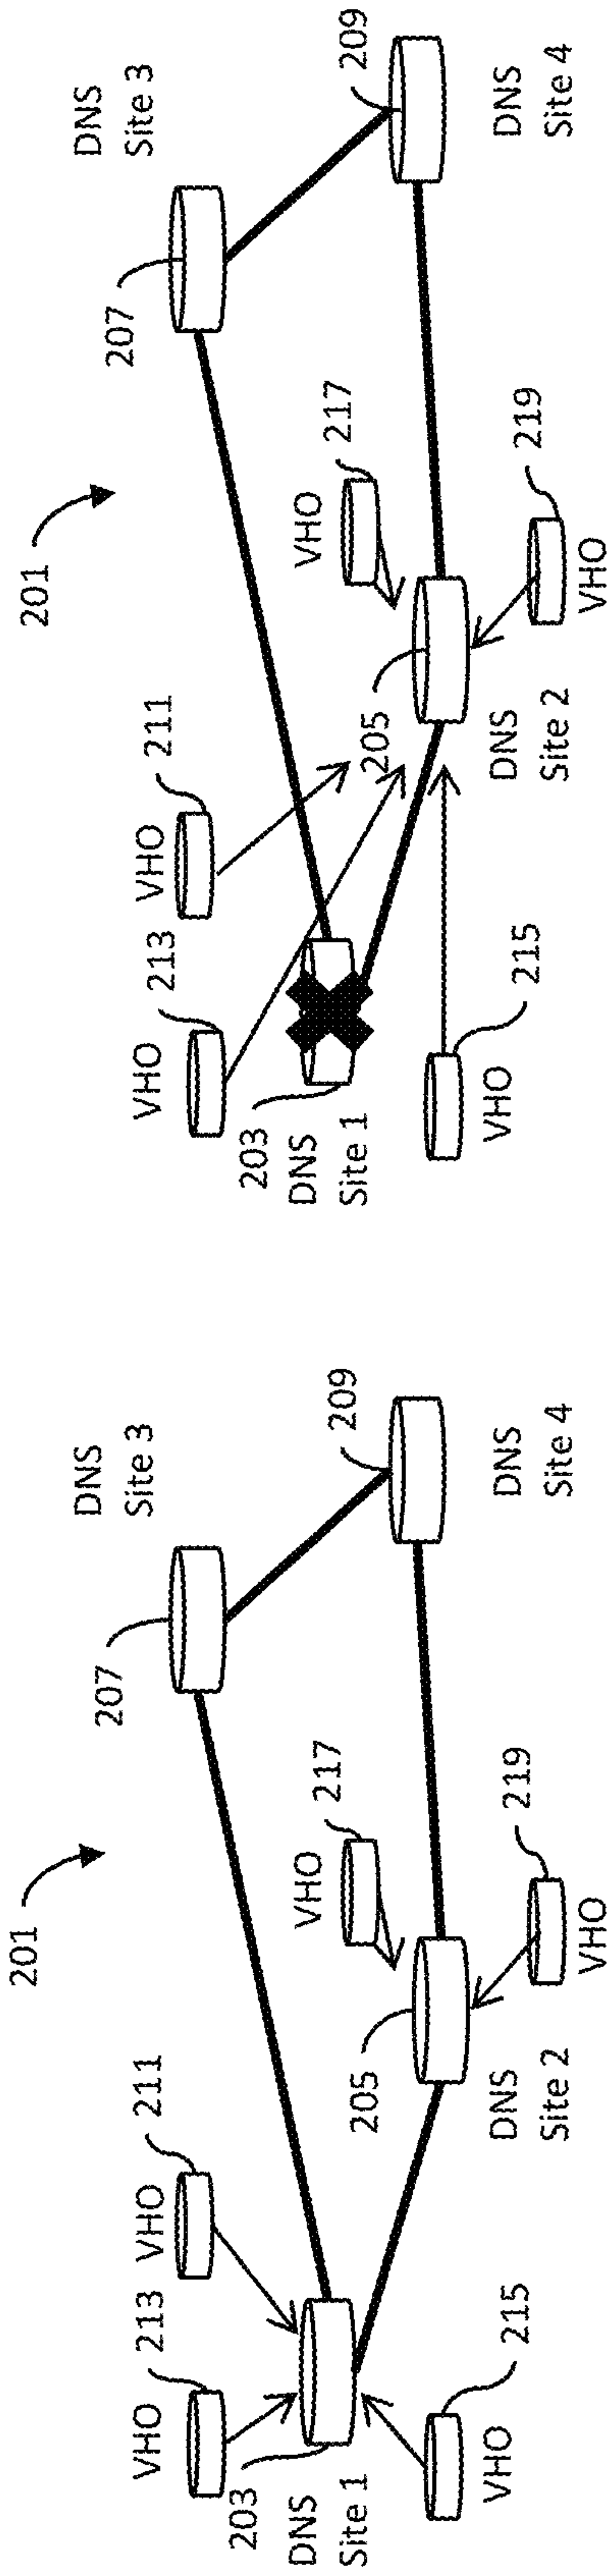 201
DNS
Site 3
207
209
DNS
Site 4
VHO
211
VHO
213
VHO
217
203
DNS
Site 1
205
DNS
Site 2
215
VHO
219
VHO
201
DNS
Site 3
207
209
DNS
Site 4
VHO
211
VHO
213
VHO
217
203
DNS
Site 1
205
DNS
Site 2
215
VHO
219
VHO